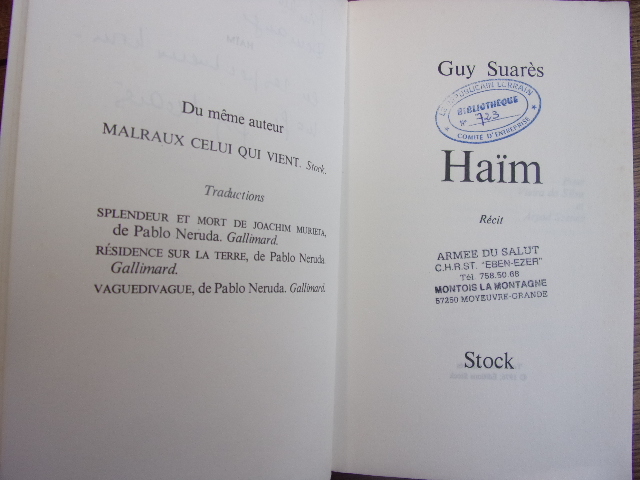 Du même auteur
MALRAUX CELUI QUI VIENT. Stock.
Traductions
SPLENDEUR ET MORT DE JOACHIM MURIETA,
de Pablo Neruda. Gallimard.
RÉSIDENCE SUR LA TERRE, de Pablo Neruda.
Gallimard.
VAGUEDIVAGUE, de Pablo Neruda. Gallimard.
Guy Suarès
LE RÉPUBLICAIN LORRAIN
BIBLIOTHÈQUE
N° 723
COMITÉ D'ENTREPRISE
Haïm
Récit
ARMEE DU SALUT
C.H.R.ST. "EBEN-EZER"
Tél. 758.50.68
MONTOIS LA MONTAGNE
57250 MOYEUVRE-GRANDE
Stock